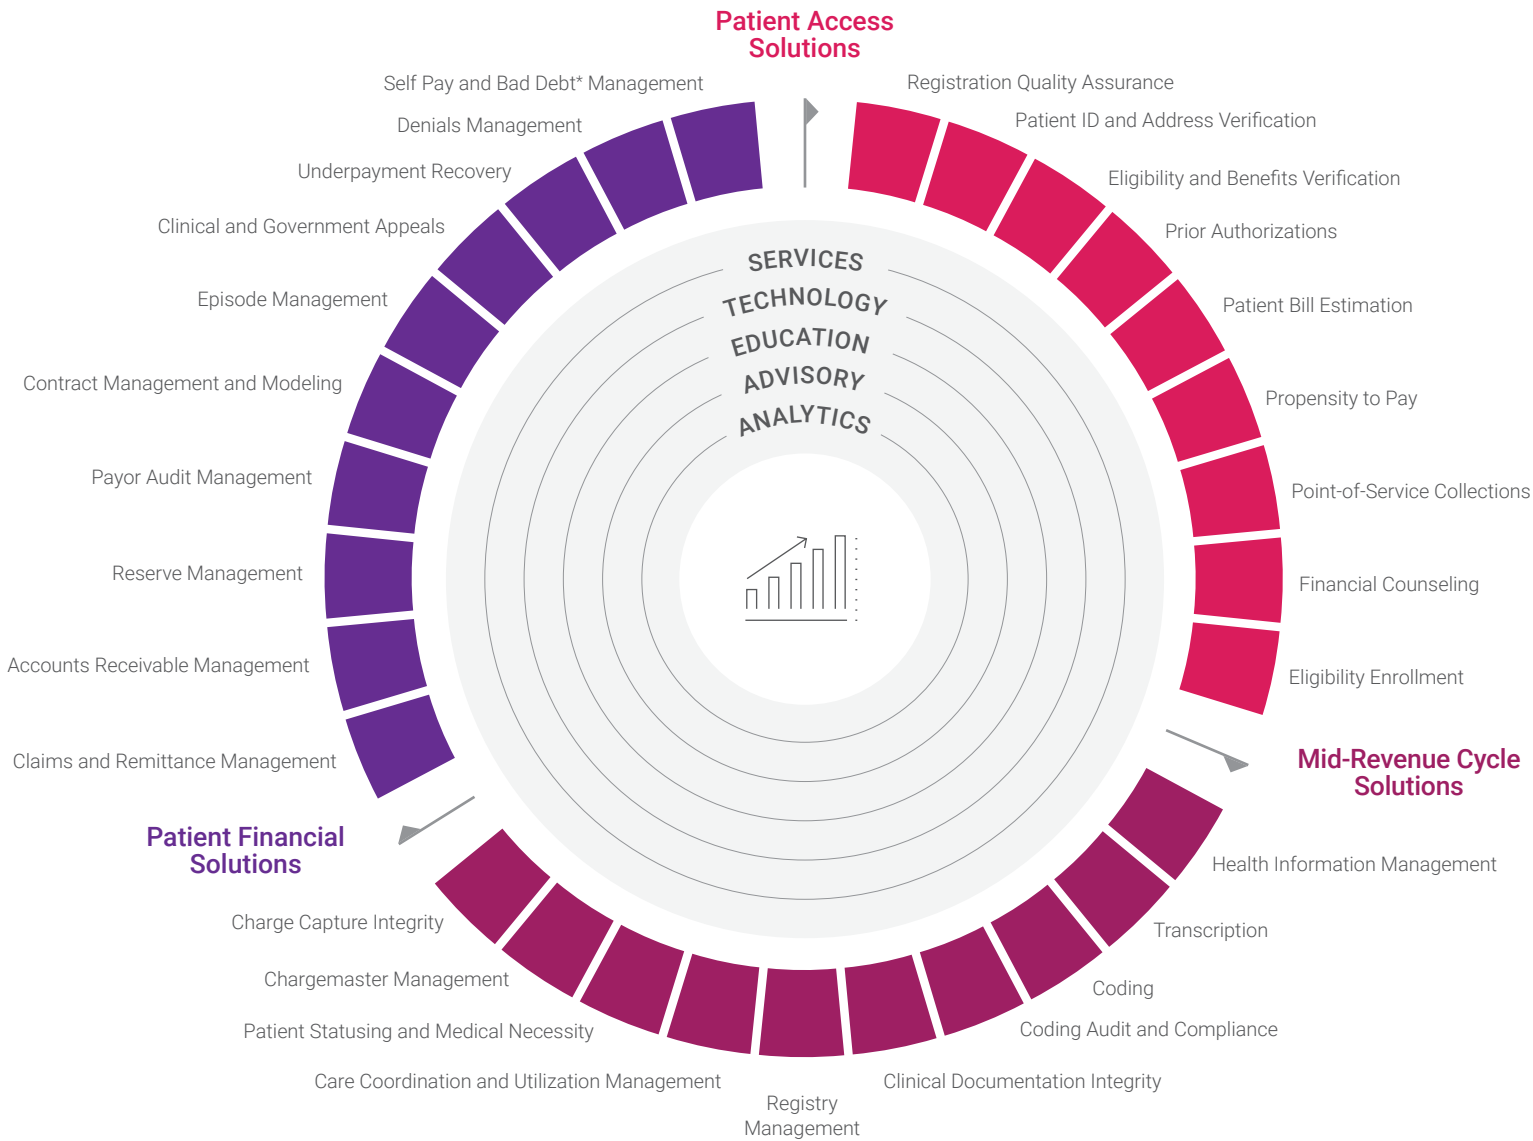 Patient Access
Solutions
Registration Quality Assurance
Patient ID and Address Verification
Eligibility and Benefits Verification
Prior Authorizations
Patient Bill Estimation
Propensity to Pay
Point-of-Service Collections
Financial Counseling
Eligibility Enrollment
Mid-Revenue Cycle
Solutions
Health Information Management
Transcription
Coding
Coding Audit and Compliance
Clinical Documentation Integrity
Registry
Management
Care Coordination and Utilization Management
Patient Statusing and Medical Necessity
Chargemaster Management
Charge Capture Integrity
Patient Financial
Solutions
Claims and Remittance Management
Accounts Receivable Management
Reserve Management
Payor Audit Management
Contract Management and Modeling
Episode Management
Clinical and Government Appeals
Underpayment Recovery
Denials Management
Self Pay and Bad Debt* Management
SERVICES
TECHNOLOGY
EDUCATION
ADVISORY
ANALYTICS